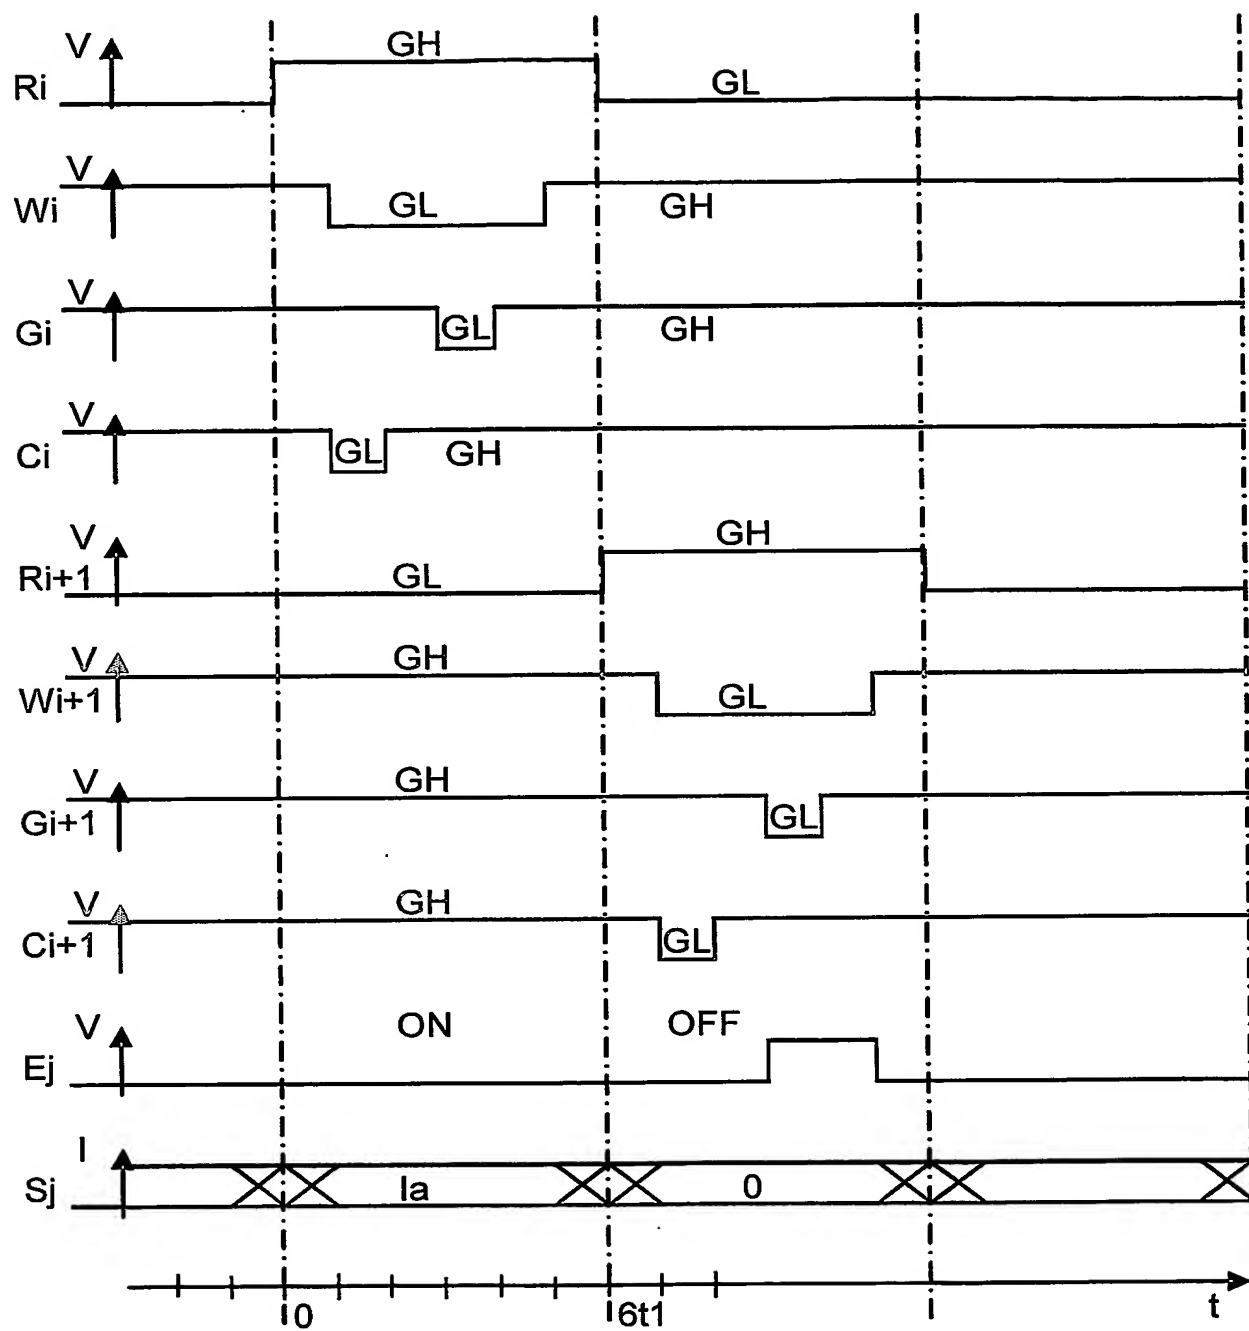 V GH
Ri GL
V
Wi GL GH
V
Gi GL GH
V
Ci GL GH
V GH
Ri+1 GL
V GH
Wi+1 GL
V GH
Gi+1 GL
V GH
Ci+1 GL
V ON OFF
Ej
I
Sj Ia 0
0 6t1 t